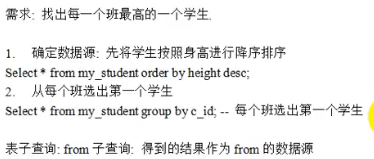 需求: 找出每一个班最高的一个学生.
1. 确定数据源: 先将学生按照身高进行降序排序
Select * from my_student order by height desc;
2. 从每个班选出第一个学生
Select * from my_student group by c_id; -- 每个班选出第一个学生
表子查询: from 子查询: 得到的结果作为 from 的数据源